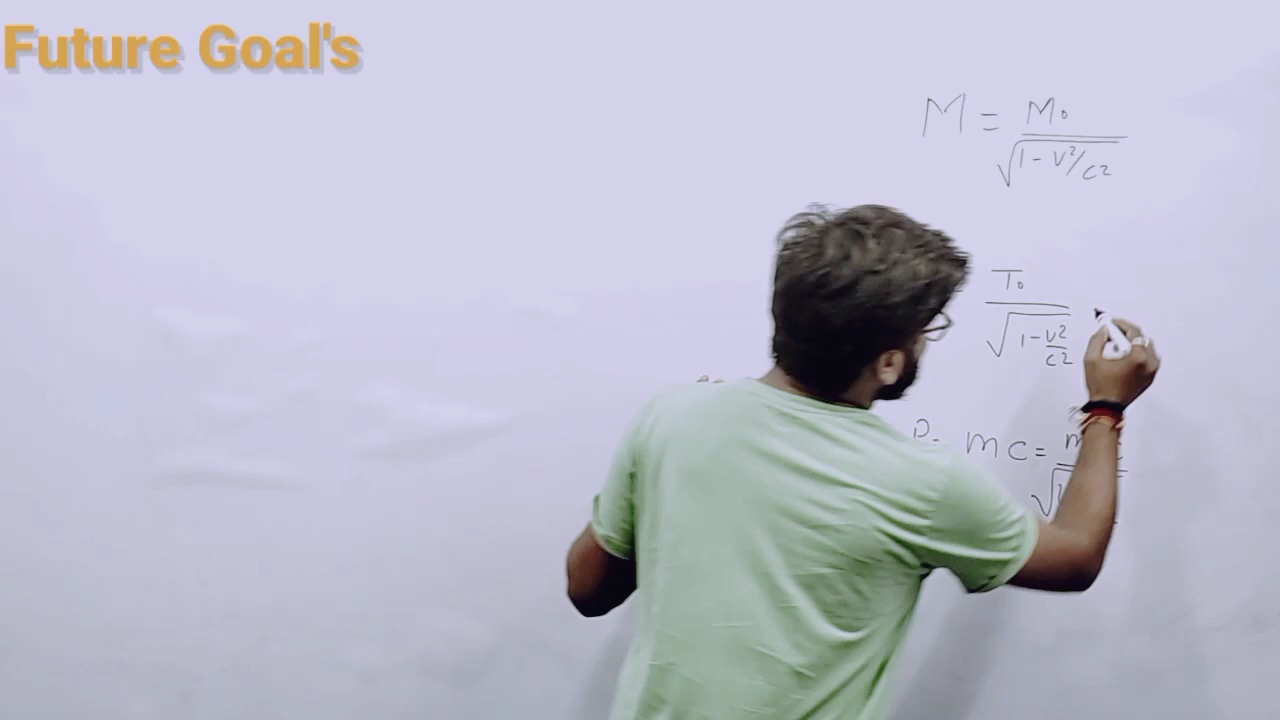 Future Goal's
M = M₀ / √(1 - v²/c²)
T₀ / √(1 - v²/c²)
P = mc =